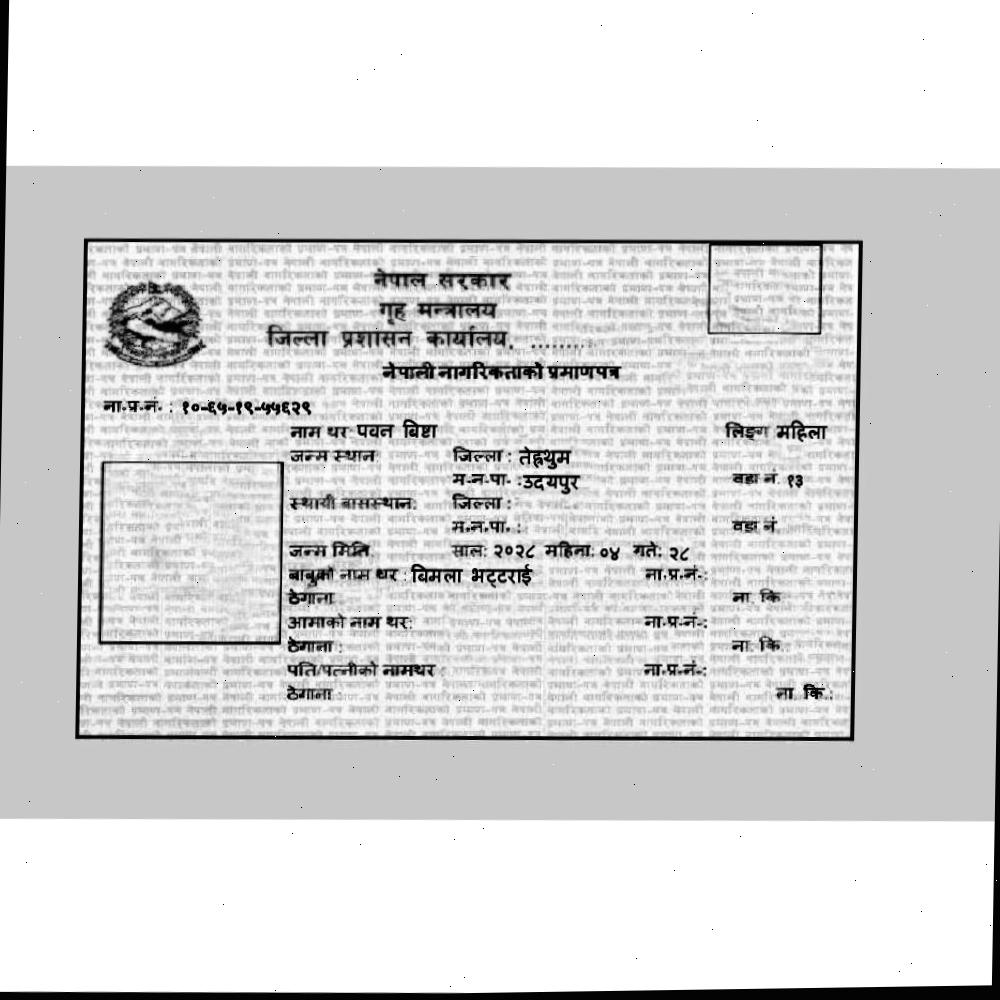 नेपाल सरकार
गृह मन्त्रालय
जिल्ला प्रशासन कार्यालय, .........
नेपाली नागरिकताको प्रमाणपत्र
ना.प्र.नं. : १०-६५-१९-५५६२९
नाम थर: पवन बिष्टा लिङ्ग महिला
जन्म स्थान: जिल्ला : तेह्रथुम
म.न.पा. :उदयपुर वडा नं. १३
स्थायी बासस्थान: जिल्ला :
म.न.पा. : वडा नं.
जन्म मिति: साल: २०२८ महिना: ०४ गते: २८
बाबुको नाम थर : बिमला भट्टराई ना.प्र.नं.:
ठेगाना: ना. कि.
आमाको नाम थर: ना.प्र.नं.:
ठेगाना : ना. कि.:
पति/पत्नीको नामथर : ना.प्र.नं.:
ठेगाना : ना. कि.: